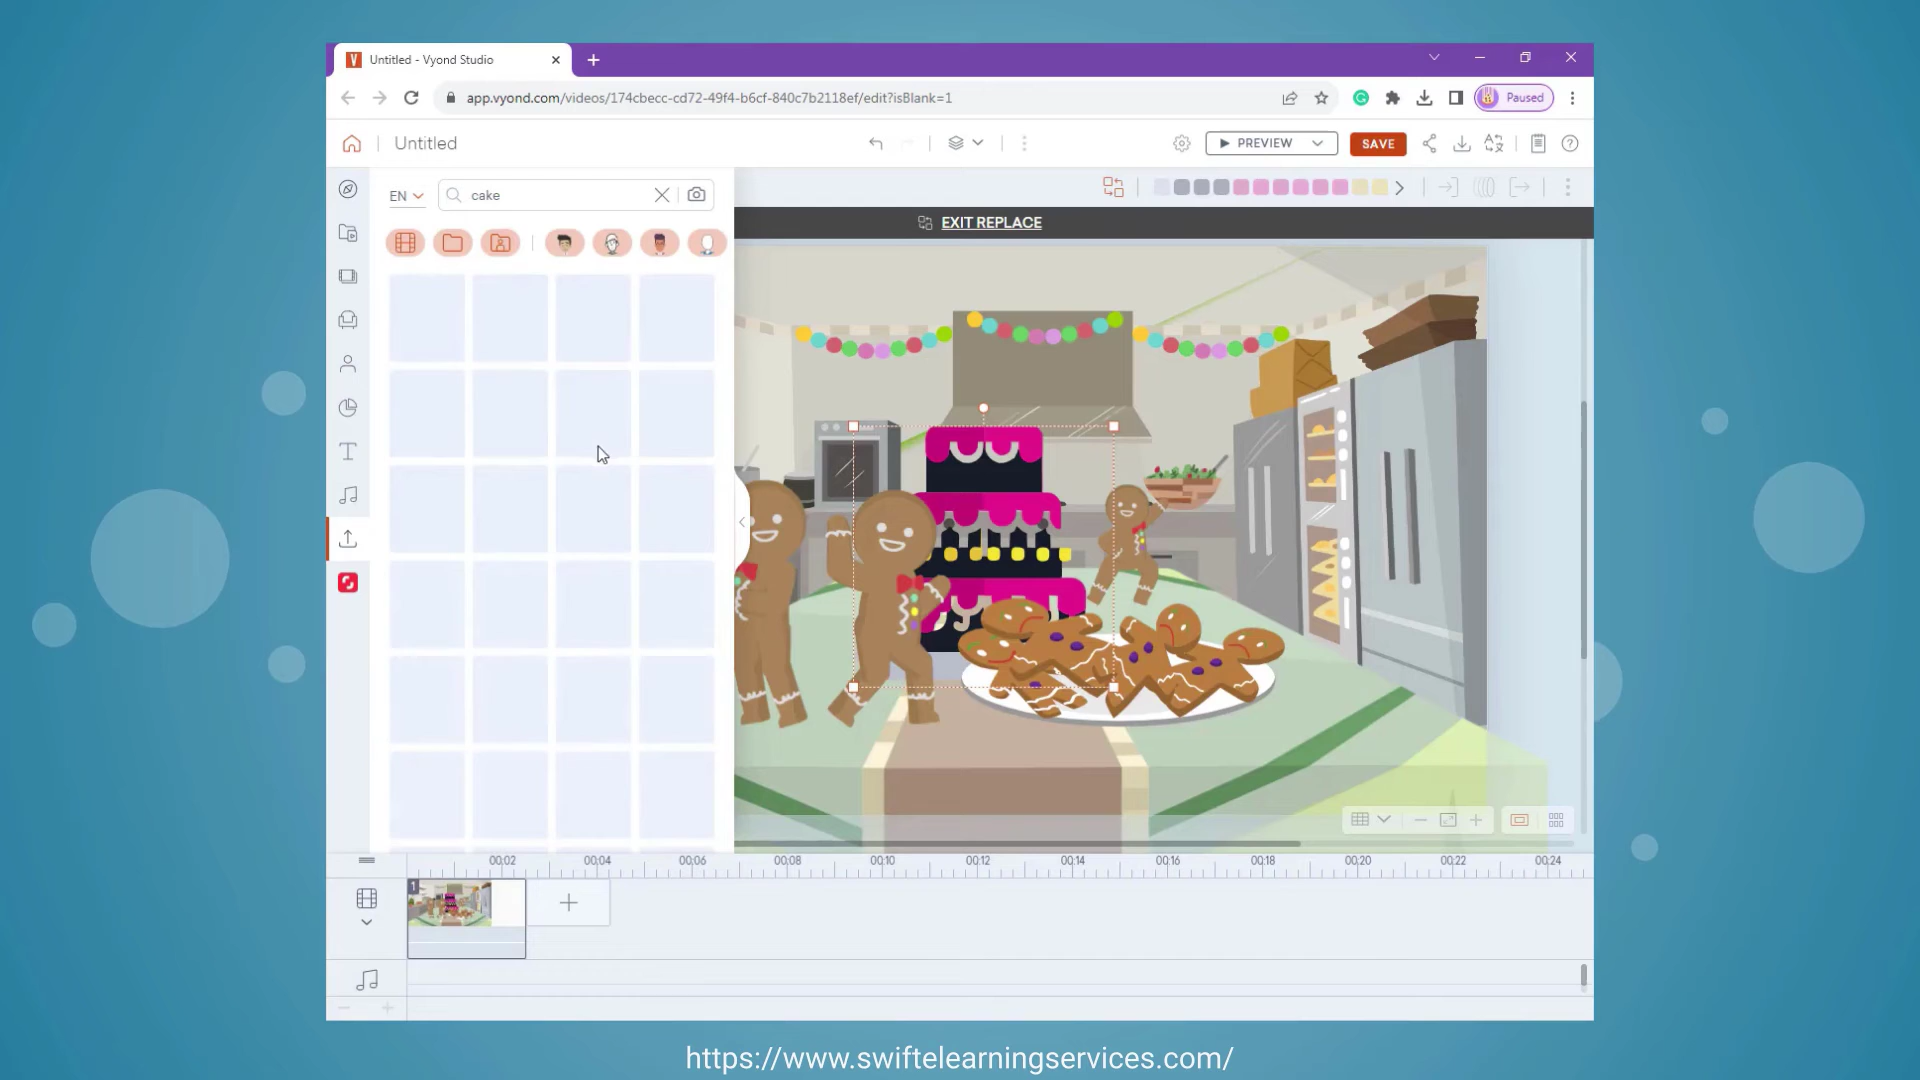 Untitled - Vyond Studio
app.vyond.com/videos/174cbecc-cd72-49f4-b6cf-840c7b2118ef/edit?isBlank=1
Paused
Untitled
PREVIEW
SAVE
EN
cake
EXIT REPLACE
00:02 00:04 00:06 00:08 00:10 00:12 00:14 00:16 00:18 00:20 00:22 00:24
1
https://www.swiftelearningservices.com/